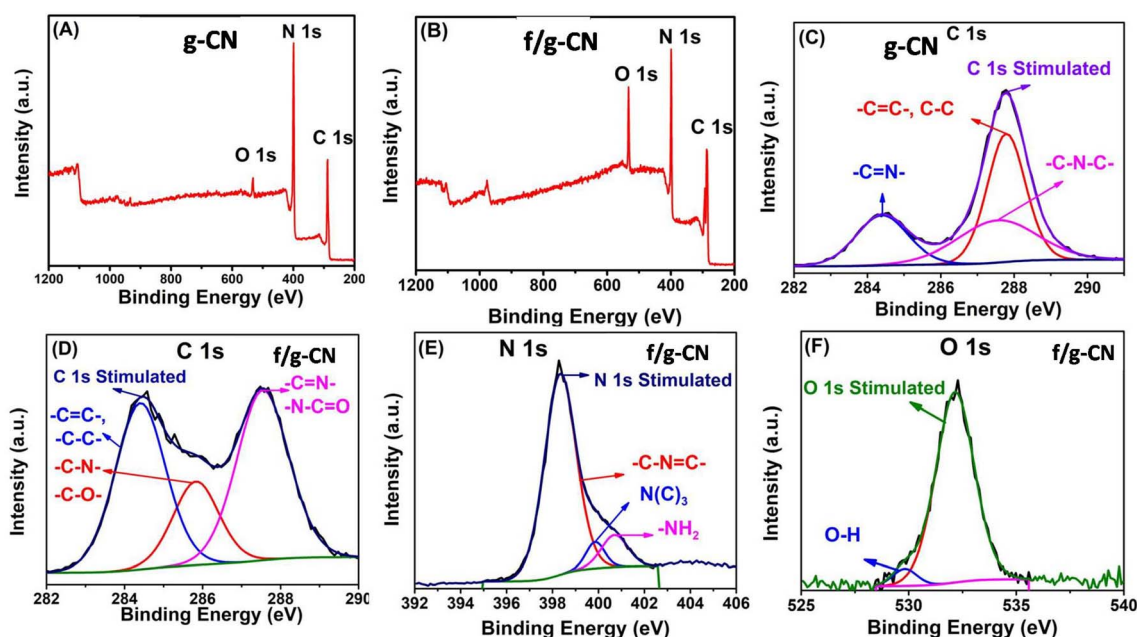 (A)
g-CN
N 1s
O 1s
C 1s
Intensity (a.u.)
1200 1000 800 600 400 200
Binding Energy (eV)
(B)
f/g-CN
N 1s
O 1s
C 1s
Intensity (a.u.)
1200 1000 800 600 400 200
Binding Energy (eV)
(C)
g-CN C 1s
C 1s Stimulated
-C=C-, C-C
-C=N-
-C-N-C-
Intensity (a.u.)
282 284 286 288 290
Binding Energy (eV)
(D)
C 1s
f/g-CN
C 1s Stimulated
-C=C-,
-C-C-
-C-N-
-C-O-
-C=N-
-N-C=O
Intensity (a.u.)
282 284 286 288 290
Binding Energy (eV)
(E)
N 1s
f/g-CN
N 1s Stimulated
-C-N=C-
N(C)₃
-NH₂
Intensity (a.u.)
392 394 396 398 400 402 404 406
Binding Energy (eV)
(F)
O 1s
f/g-CN
O 1s Stimulated
O-H
Intensity (a.u.)
525 530 535 540
Binding Energy (eV)